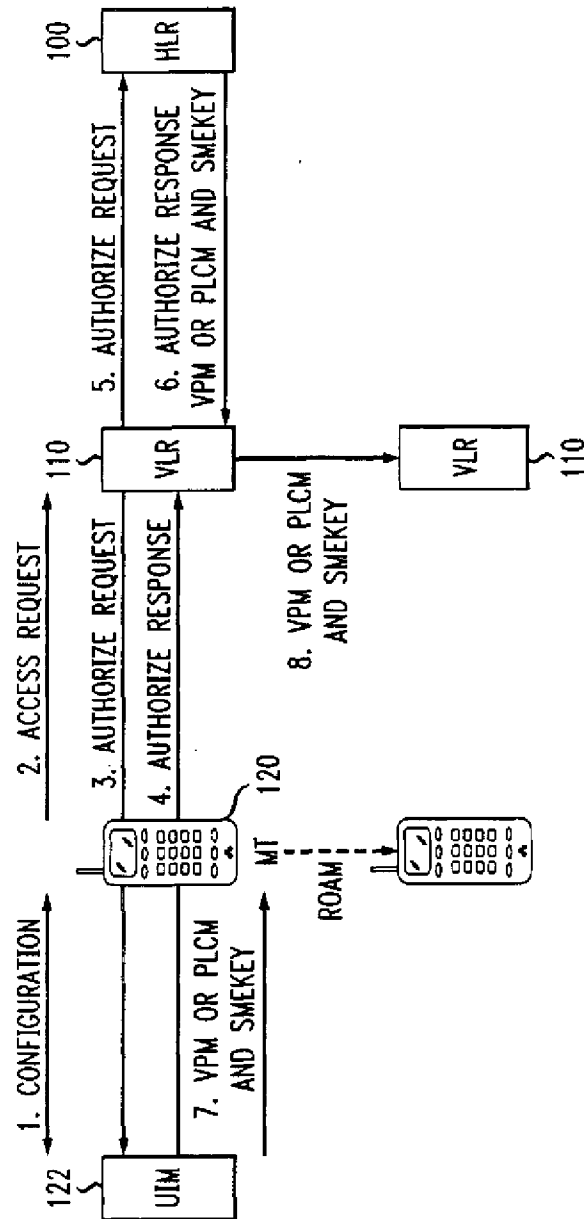 1. CONFIGURATION
2. ACCESS REQUEST
3. AUTHORIZE REQUEST
4. AUTHORIZE RESPONSE
5. AUTHORIZE REQUEST
6. AUTHORIZE RESPONSE
VPM OR PLCM AND SMEKEY
122
UIM
120
MT
110
VLR
100
HLR
7. VPM OR PLCM
AND SMEKEY
ROAM
8. VPM OR PLCM
AND SMEKEY
VLR
110